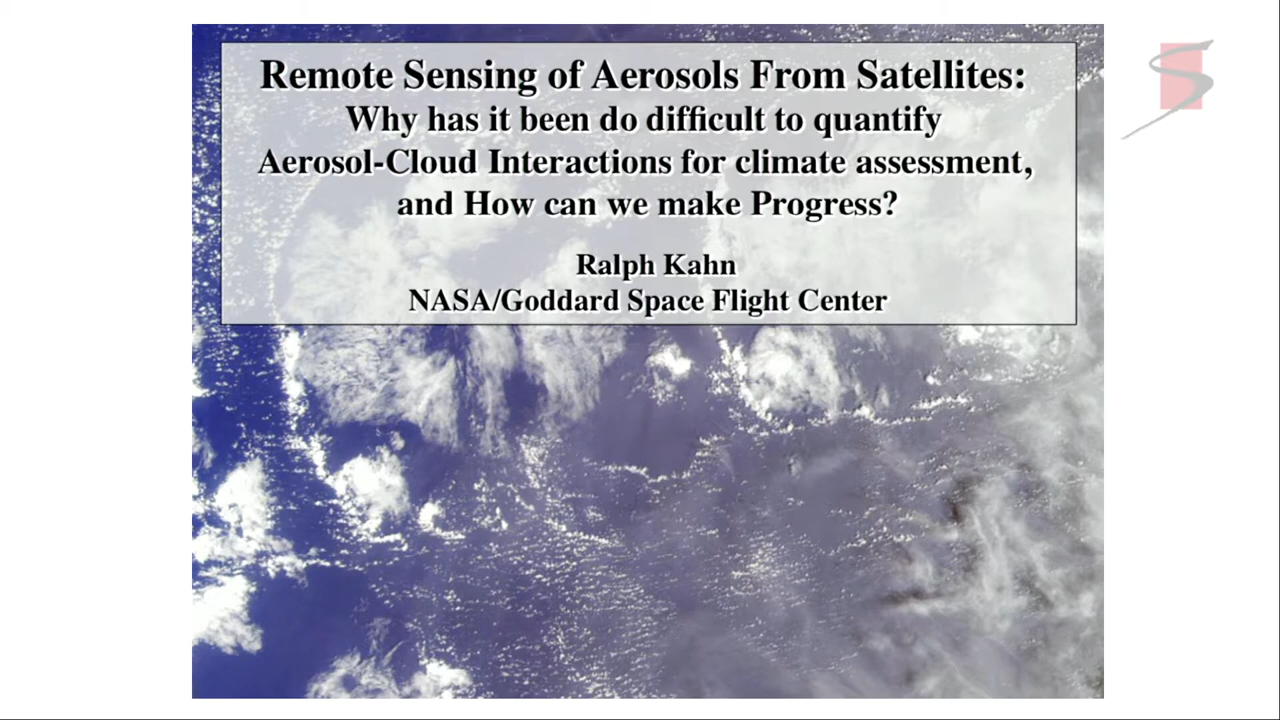 Remote Sensing of Aerosols From Satellites:
Why has it been do difficult to quantify
Aerosol-Cloud Interactions for climate assessment,
and How can we make Progress?
Ralph Kahn
NASA/Goddard Space Flight Center